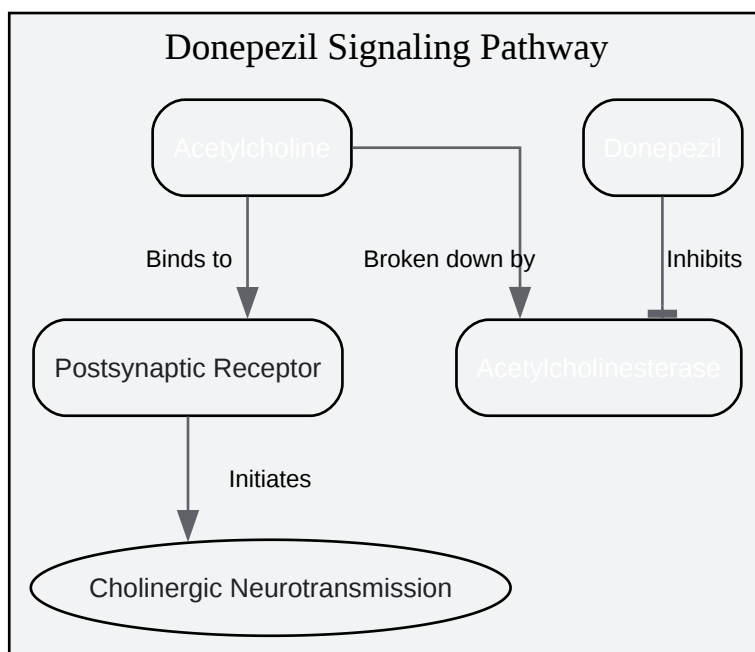 Donepezil Signaling Pathway
Acetylcholine
Donepezil
Binds to
Broken down by
Inhibits
Postsynaptic Receptor
Acetylcholinesterase
Initiates
Cholinergic Neurotransmission